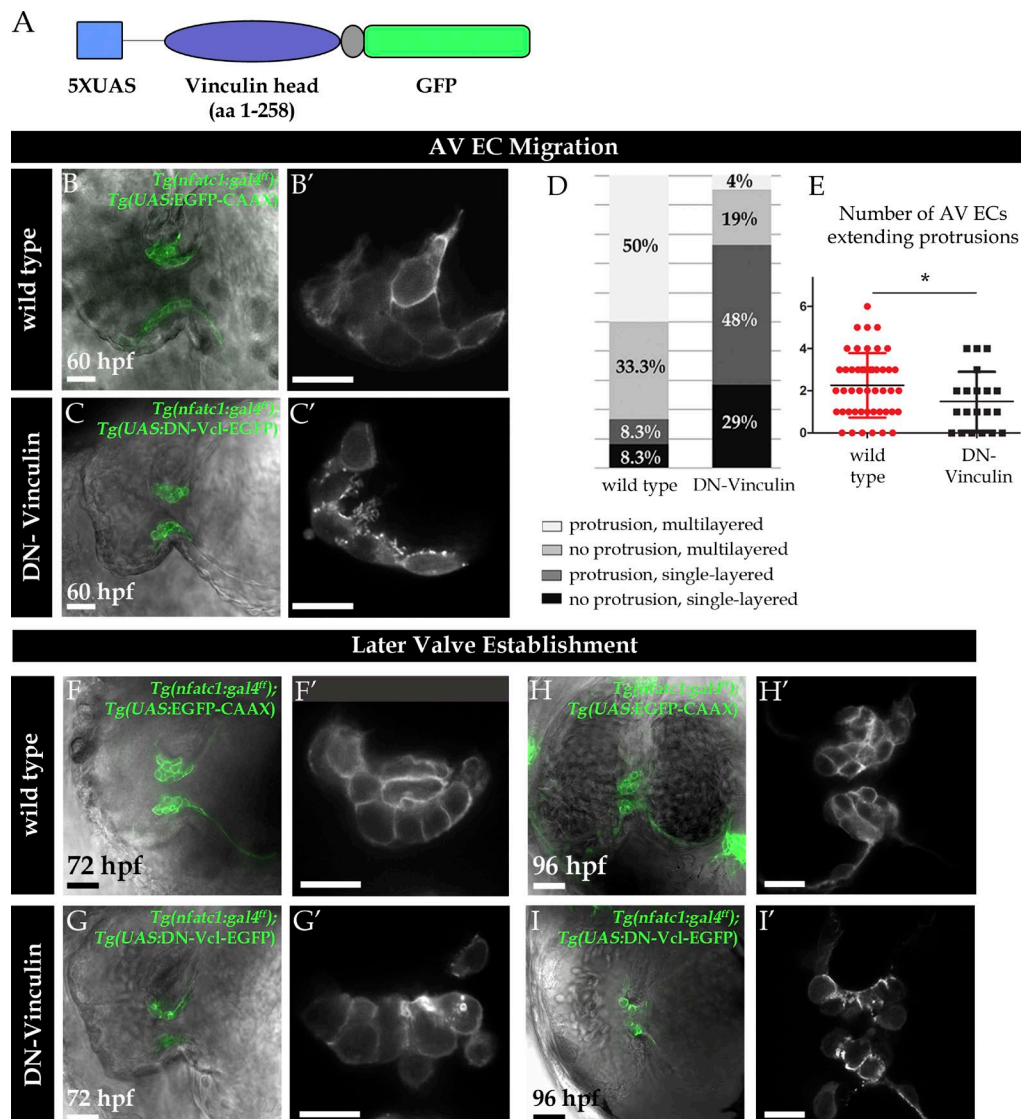 A
5XUAS
Vinculin head
(aa 1-258)
GFP
AV EC Migration
wild type
B
Tg(nfatc1:gal4ff);
Tg(UAS:EGFP-CAAX)
60 hpf
B'
DN- Vinculin
C
Tg(nfatc1:gal4ff);
Tg(UAS:DN-Vcl-EGFP)
60 hpf
C'
D
50%
33.3%
8.3%
8.3%
wild type
4%
19%
48%
29%
DN-Vinculin
protrusion, multilayered
no protrusion, multilayered
protrusion, single-layered
no protrusion, single-layered
E
Number of AV ECs
extending protrusions
*
6
4
2
0
wild
type
DN-
Vinculin
Later Valve Establishment
wild type
F
Tg(nfatc1:gal4ff);
Tg(UAS:EGFP-CAAX)
72 hpf
F'
H
Tg(nfatc1:gal4ff);
Tg(UAS:EGFP-CAAX)
96 hpf
H'
DN-Vinculin
G
Tg(nfatc1:gal4ff);
Tg(UAS:DN-Vcl-EGFP)
72 hpf
G'
I
Tg(nfatc1:gal4ff);
Tg(UAS:DN-Vcl-EGFP)
96 hpf
I'